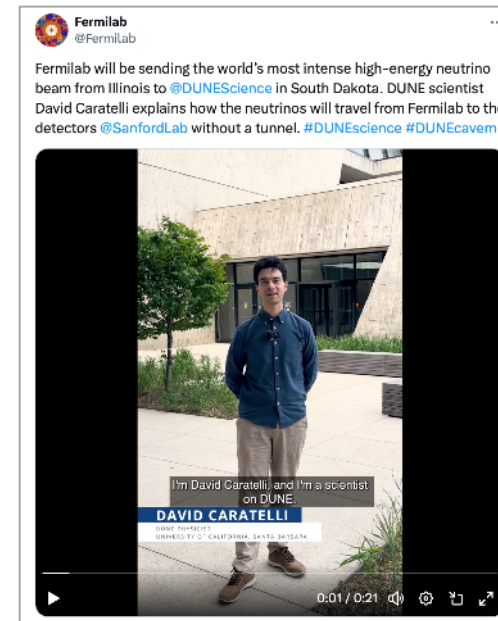 Fermilab
@Fermilab
Fermilab will be sending the world's most intense high-energy neutrino
beam from Illinois to @DUNEScience in South Dakota. DUNE scientist
David Caratelli explains how the neutrinos will travel from Fermilab to the
detectors @SanfordLab without a tunnel. #DUNEscience #DUNEcavern
I'm David Caratelli, and I'm a scientist
on DUNE.
DAVID CARATELLI
DUNE PHYSICIST
UNIVERSITY OF CALIFORNIA, SANTA BARBARA
0:01 / 0:21